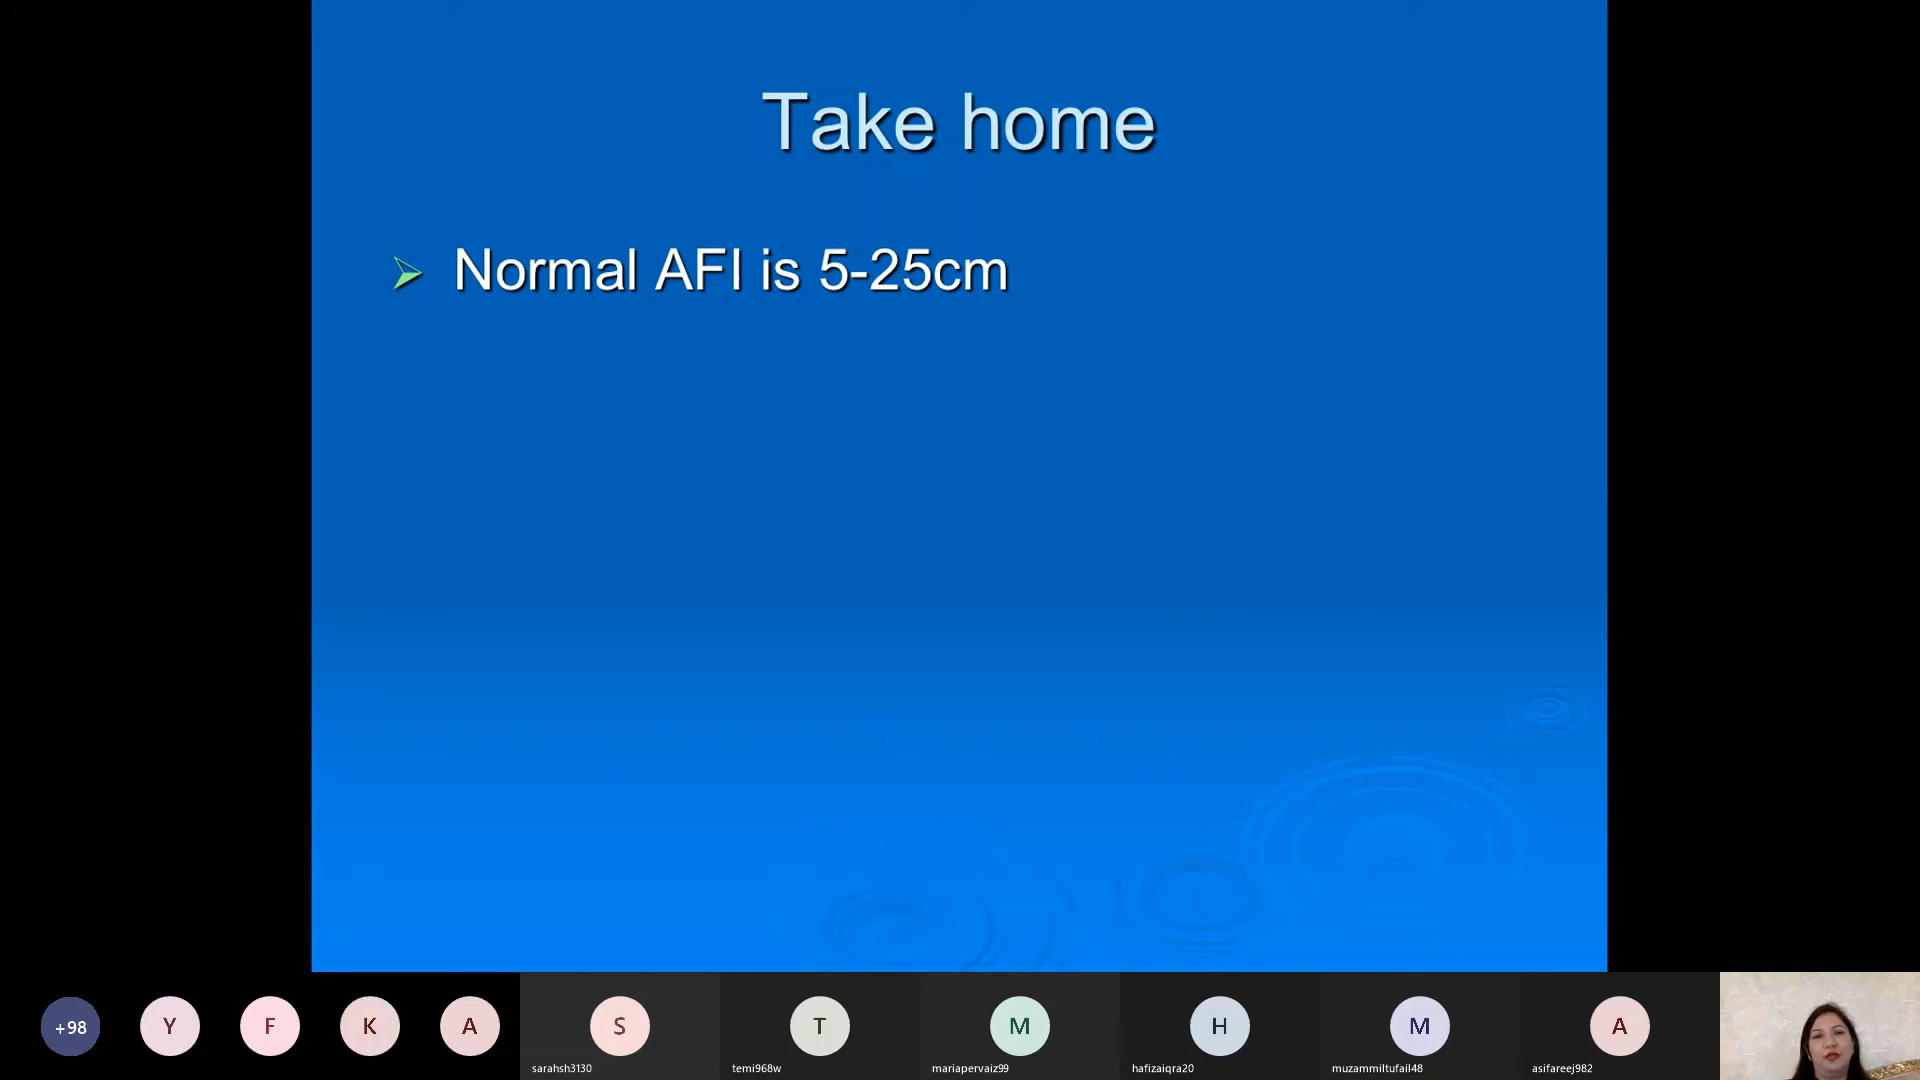 Take home
Normal AFI is 5-25cm
+98
Y
F
K
A
S
T
M
H
M
A
sarahsh3130
temi968w
mariapervaiz99
hafizaiqra20
muzammiltufail48
asifareej982